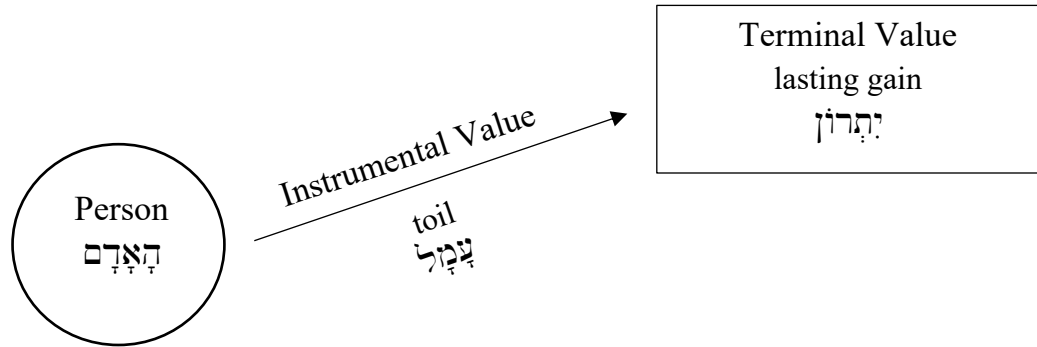 Terminal Value
lasting gain
יִתְרוֹן
Instrumental Value
toil
עָמָל
Person
הָאָדָם